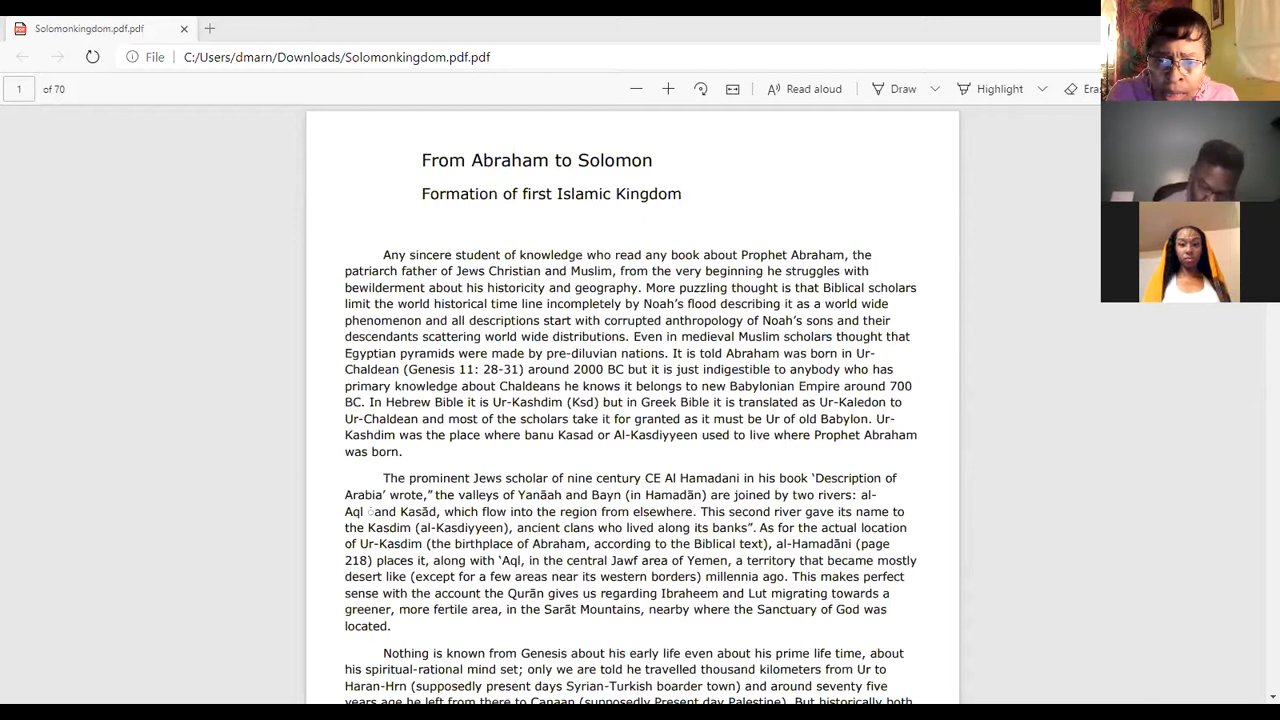 Solomonkingdom.pdf.pdf
File C:/Users/dmarn/Downloads/Solomonkingdom.pdf.pdf
1 of 70 Read aloud Draw Highlight Era
From Abraham to Solomon
Formation of first Islamic Kingdom
Any sincere student of knowledge who read any book about Prophet Abraham, the
patriarch father of Jews Christian and Muslim, from the very beginning he struggles with
bewilderment about his historicity and geography. More puzzling thought is that Biblical scholars
limit the world historical time line incompletely by Noah’s flood describing it as a world wide
phenomenon and all descriptions start with corrupted anthropology of Noah’s sons and their
descendants scattering world wide distributions. Even in medieval Muslim scholars thought that
Egyptian pyramids were made by pre-diluvian nations. It is told Abraham was born in Ur-
Chaldean (Genesis 11: 28-31) around 2000 BC but it is just indigestible to anybody who has
primary knowledge about Chaldeans he knows it belongs to new Babylonian Empire around 700
BC. In Hebrew Bible it is Ur-Kashdim (Ksd) but in Greek Bible it is translated as Ur-Kaledon to
Ur-Chaldean and most of the scholars take it for granted as it must be Ur of old Babylon. Ur-
Kashdim was the place where banu Kasad or Al-Kasdiyyeen used to live where Prophet Abraham
was born.
The prominent Jews scholar of nine century CE Al Hamadani in his book ‘Description of
Arabia’ wrote,” the valleys of Yanāah and Bayn (in Hamadān) are joined by two rivers: al-
Aql and Kasād, which flow into the region from elsewhere. This second river gave its name to
the Kasdim (al-Kasdiyyeen), ancient clans who lived along its banks”. As for the actual location
of Ur-Kasdim (the birthplace of Abraham, according to the Biblical text), al-Hamadāni (page
218) places it, along with ‘Aql, in the central Jawf area of Yemen, a territory that became mostly
desert like (except for a few areas near its western borders) millennia ago. This makes perfect
sense with the account the Qurān gives us regarding Ibraheem and Lut migrating towards a
greener, more fertile area, in the Sarāt Mountains, nearby where the Sanctuary of God was
located.
Nothing is known from Genesis about his early life even about his prime life time, about
his spiritual-rational mind set; only we are told he travelled thousand kilometers from Ur to
Haran-Hrn (supposedly present days Syrian-Turkish boarder town) and around seventy five
years age he left from there to Canaan (supposedly Present day Palestine). But historically both